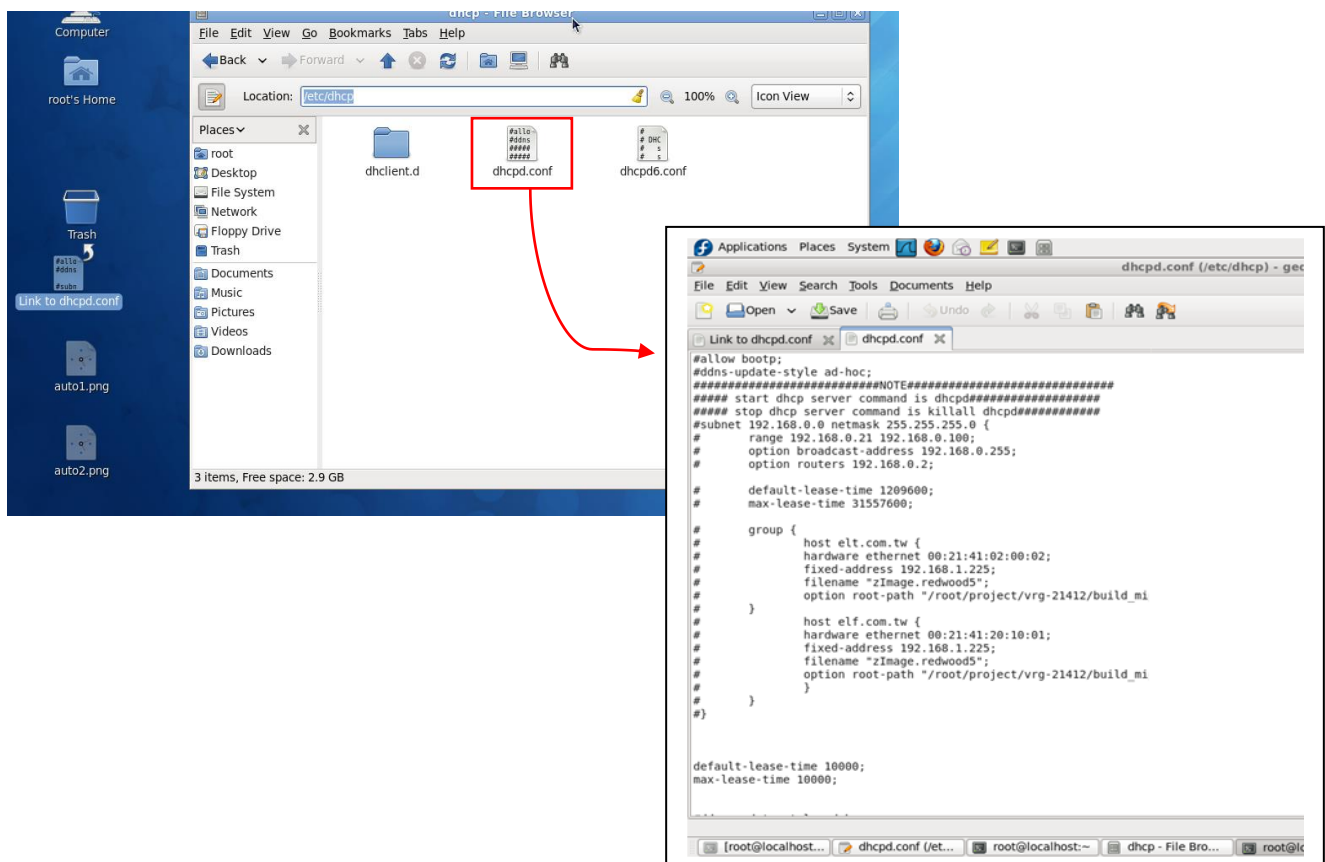 dhcp - File Browser
Computer
File Edit View Go Bookmarks Tabs Help
Back Forward
root's Home
Location: /etc/dhcp 100% Icon View
Places
root
Desktop
File System
Network
Floppy Drive
Trash
Documents
Music
Pictures
Videos
Downloads
dhclient.d
#allo
#ddns
#####
#####
dhcpd.conf
#
# DHC
# s
# s
dhcpd6.conf
Trash
#allo
#ddns
#subn
Link to dhcpd.conf
auto1.png
auto2.png
3 items, Free space: 2.9 GB
Applications Places System
dhcpd.conf (/etc/dhcp) - gec
File Edit View Search Tools Documents Help
Open Save Undo
Link to dhcpd.conf dhcpd.conf
#allow bootp;
#ddns-update-style ad-hoc;
###########################NOTE##############################
##### start dhcp server command is dhcpd###################
##### stop dhcp server command is killall dhcpd############
#subnet 192.168.0.0 netmask 255.255.255.0 {
# range 192.168.0.21 192.168.0.100;
# option broadcast-address 192.168.0.255;
# option routers 192.168.0.2;
# default-lease-time 1209600;
# max-lease-time 31557600;
# group {
# host elt.com.tw {
# hardware ethernet 00:21:41:02:00:02;
# fixed-address 192.168.1.225;
# filename "zImage.redwood5";
# option root-path "/root/project/vrg-21412/build_mi
# }
# host elf.com.tw {
# hardware ethernet 00:21:41:20:10:01;
# fixed-address 192.168.1.225;
# filename "zImage.redwood5";
# option root-path "/root/project/vrg-21412/build_mi
# }
# }
#}
default-lease-time 10000;
max-lease-time 10000;
[root@localhost... dhcpd.conf (/et... root@localhost:~ dhcp - File Bro... root@lo